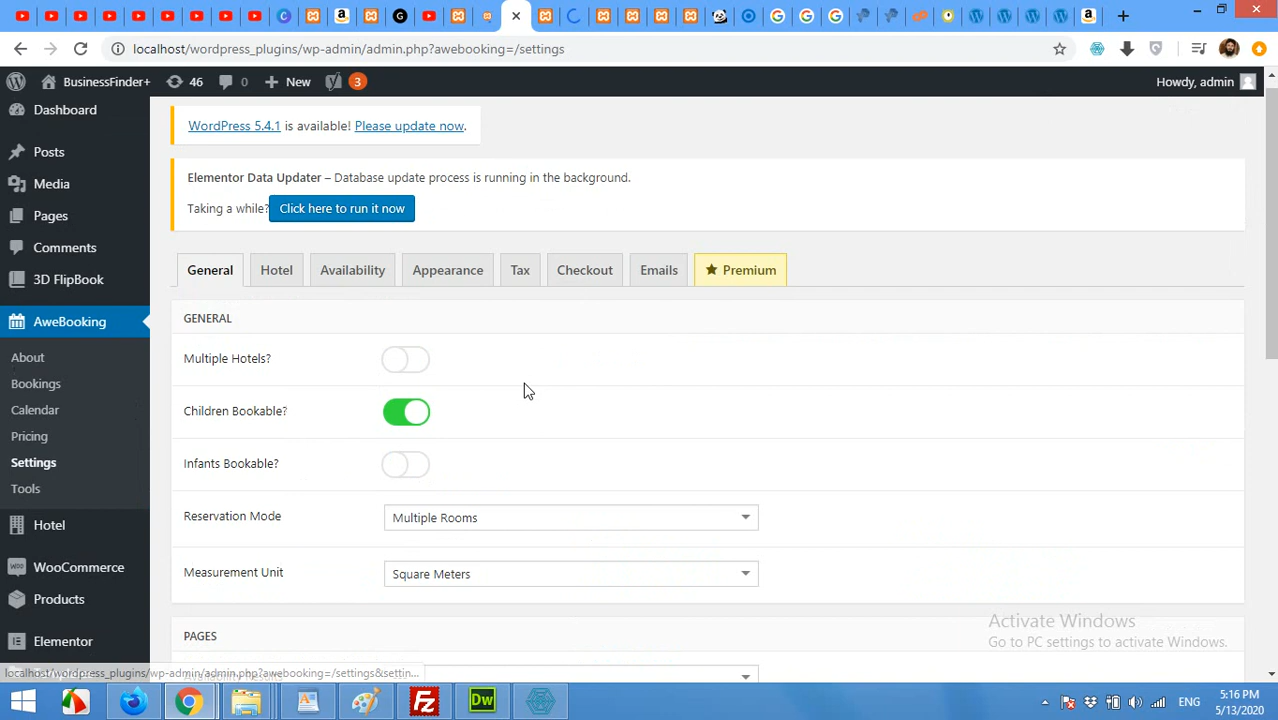 localhost/wordpress_plugins/wp-admin/admin.php?awebooking=/settings
BusinessFinder+ 46 0 New 3 Howdy, admin
Dashboard
Posts
Media
Pages
Comments
3D FlipBook
AweBooking
About
Bookings
Calendar
Pricing
Settings
Tools
Hotel
WooCommerce
Products
Elementor
WordPress 5.4.1 is available! Please update now.
Elementor Data Updater – Database update process is running in the background.
Taking a while? Click here to run it now
General Hotel Availability Appearance Tax Checkout Emails Premium
GENERAL
Multiple Hotels?
Children Bookable?
Infants Bookable?
Reservation Mode Multiple Rooms
Measurement Unit Square Meters
PAGES
Activate Windows
Go to PC settings to activate Windows.
localhost/wordpress_plugins/wp-admin/admin.php?awebooking=/settings&settin...
Fz Dw ENG
5:16 PM
5/13/2020